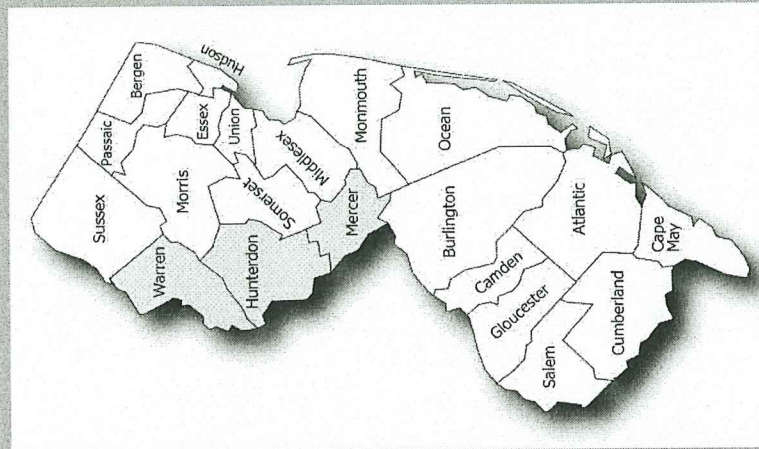 Bergen
Hudson
Passaic
Essex
Union
Sussex
Morris
Somerset
Middlesex
Monmouth
Warren
Hunterdon
Mercer
Ocean
Burlington
Camden
Gloucester
Atlantic
Salem
Cumberland
Cape
May